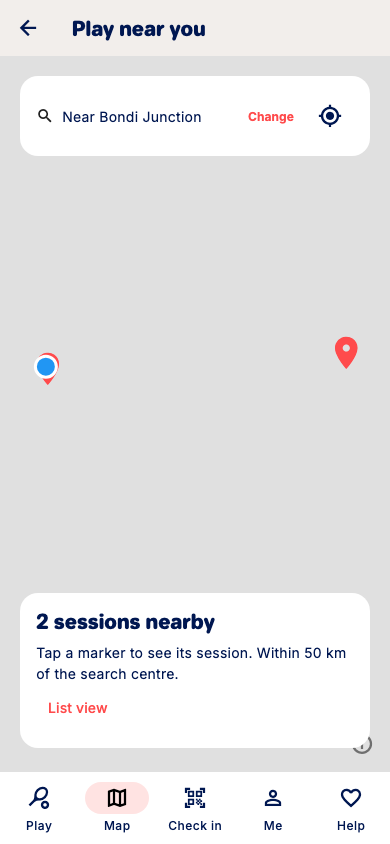 Play near you
Near Bondi Junction
Change
2 sessions nearby
Tap a marker to see its session. Within 50 km
of the search centre.
List view
Play
Map
Check in
Me
Help